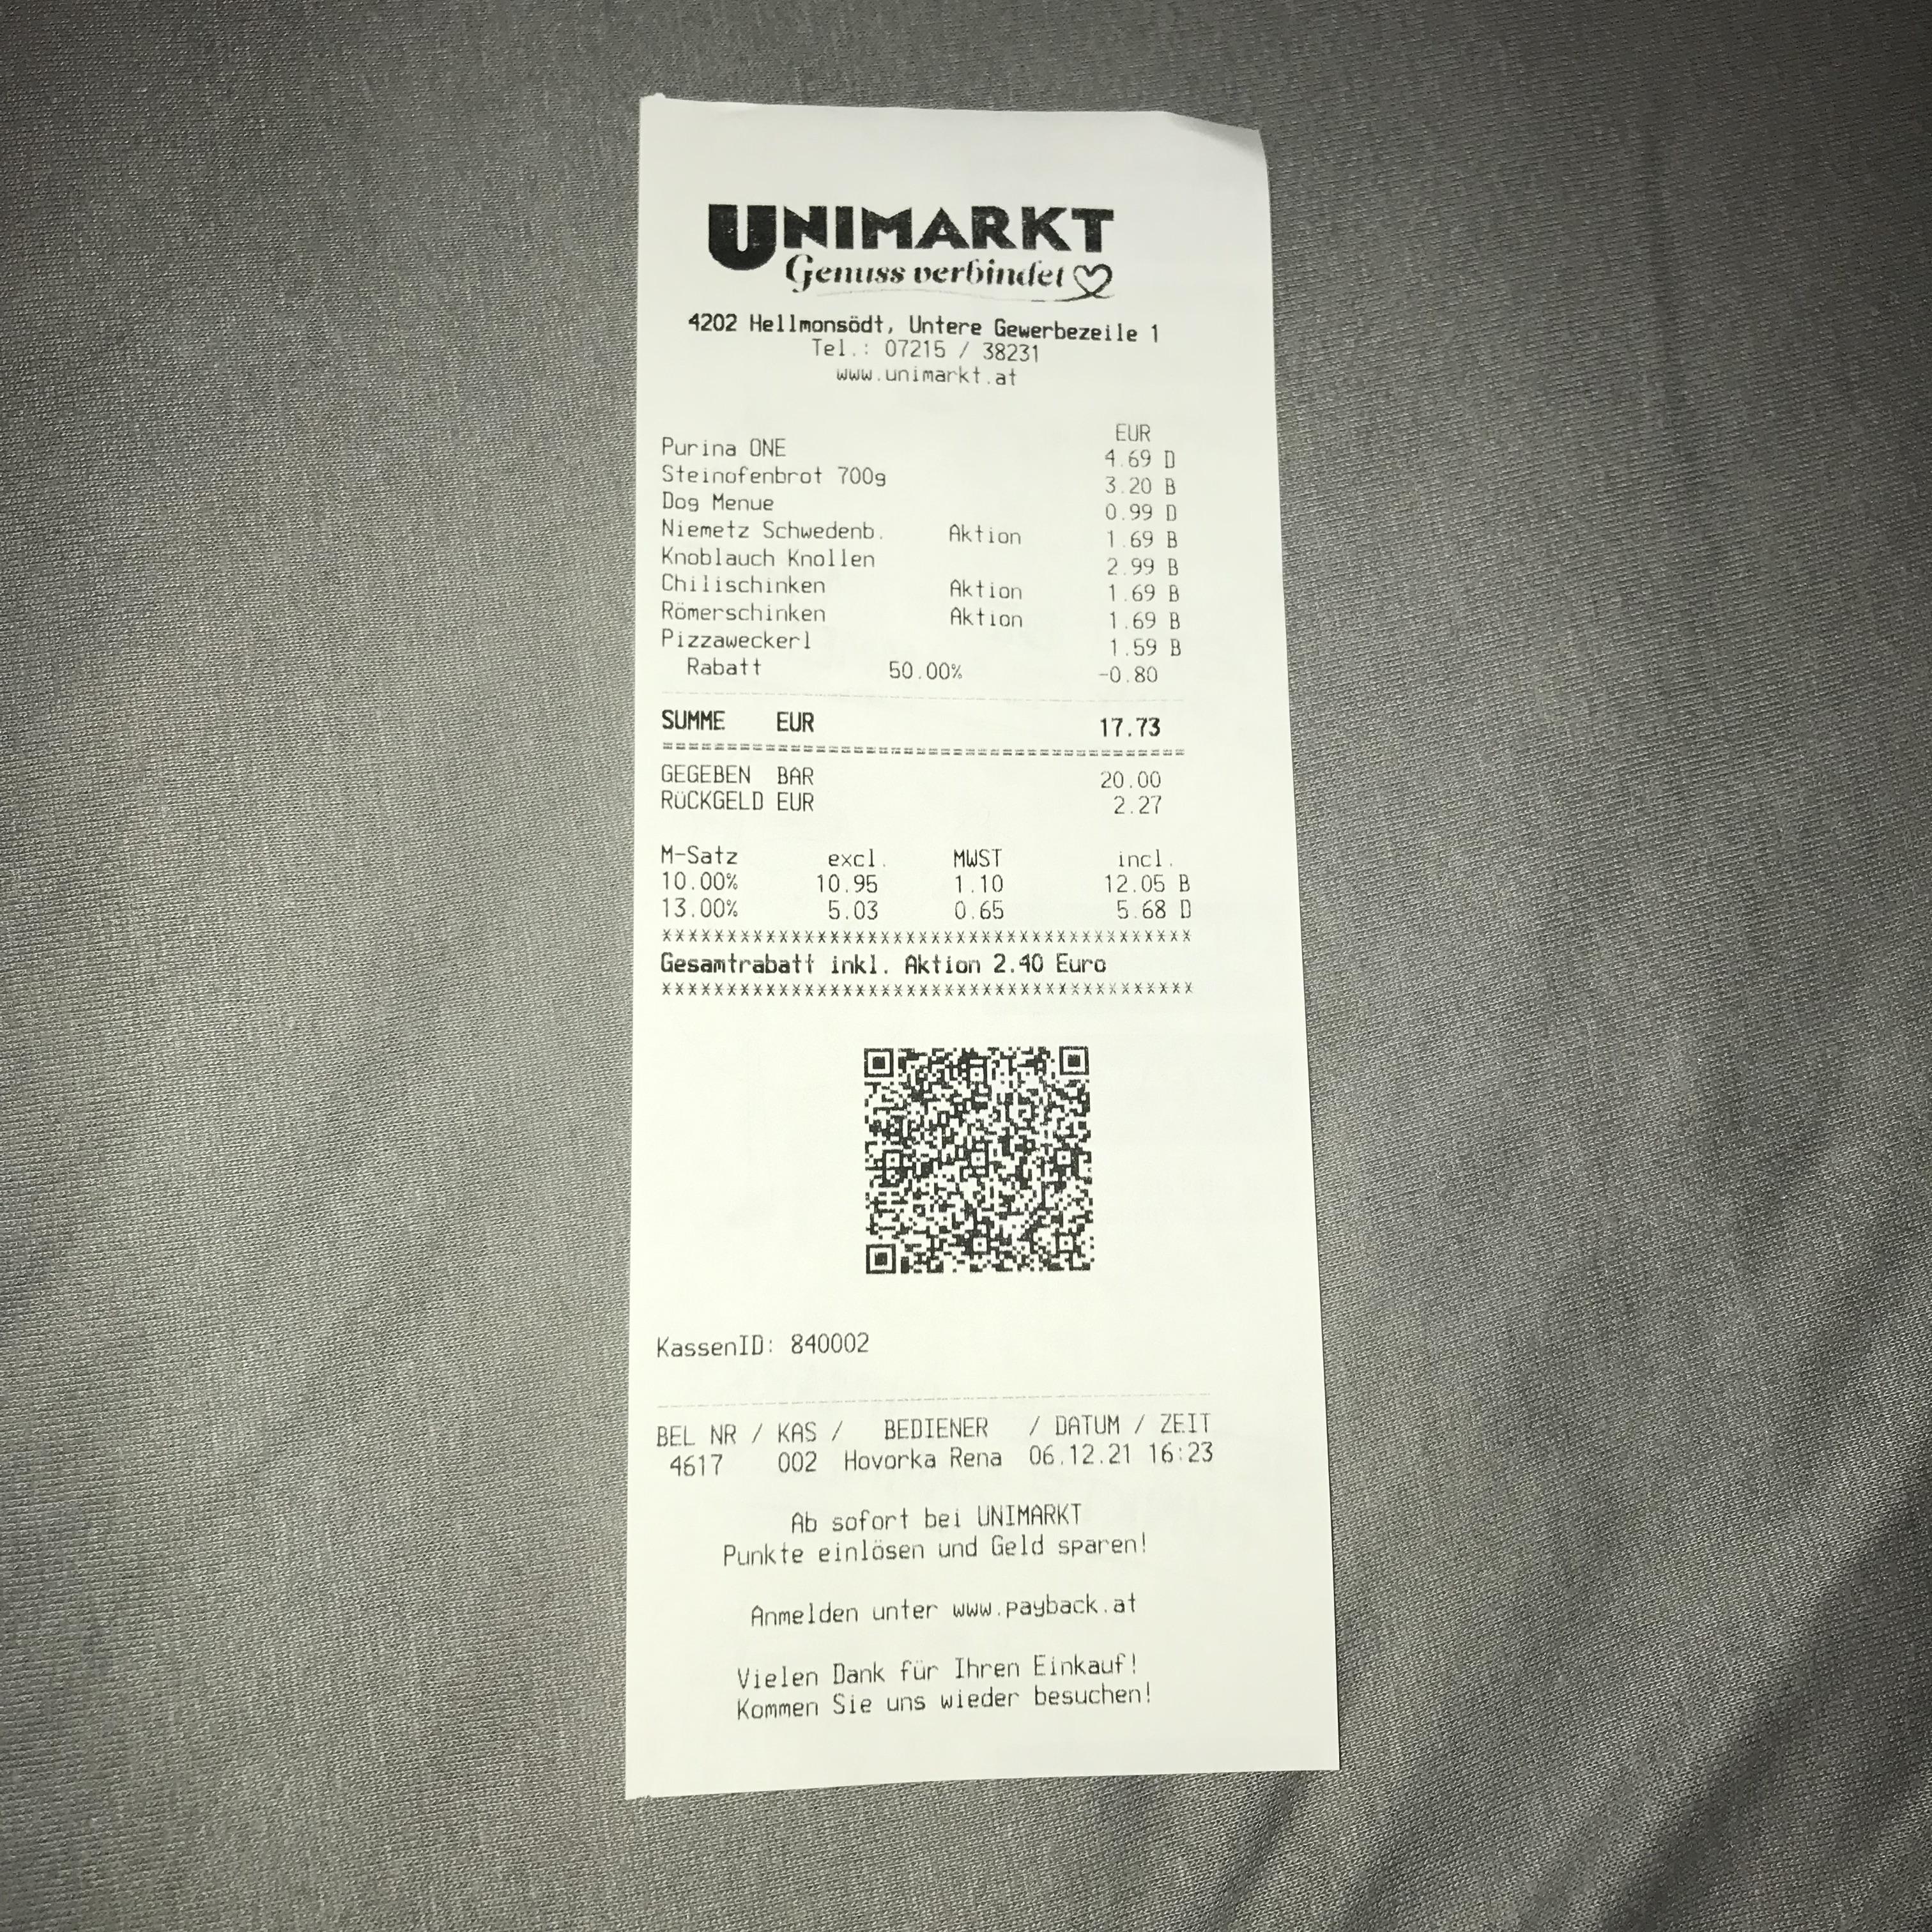 UNIMARKT
Genuss verbindet
4202 Hellmonsödt, Untere Gewerbezeile 1
Tel.: 07215 / 38231
www.unimarkt.at
EUR
Purina ONE 4.69 D
Steinofenbrot 700g 3.20 B
Dog Menue 0.99 D
Niemetz Schwedenb. Aktion 1.69 B
Knoblauch Knollen 2.99 B
Chilischinken Aktion 1.69 B
Römerschinken Aktion 1.69 B
Pizzaweckerl 1.59 B
Rabatt 50.00% -0.80
SUMME EUR 17.73
========================================
GEGEBEN BAR 20.00
RÜCKGELD EUR 2.27
M-Satz excl. MWST incl.
10.00% 10.95 1.10 12.05 B
13.00% 5.03 0.65 5.68 D
******************************************
Gesamtrabatt inkl. Aktion 2.40 Euro
******************************************
KassenID: 840002
BEL NR / KAS / BEDIENER / DATUM / ZEIT
4617 002 Hovorka Rena 06.12.21 16:23
Ab sofort bei UNIMARKT
Punkte einlösen und Geld sparen!
Anmelden unter www.payback.at
Vielen Dank für Ihren Einkauf!
Kommen Sie uns wieder besuchen!